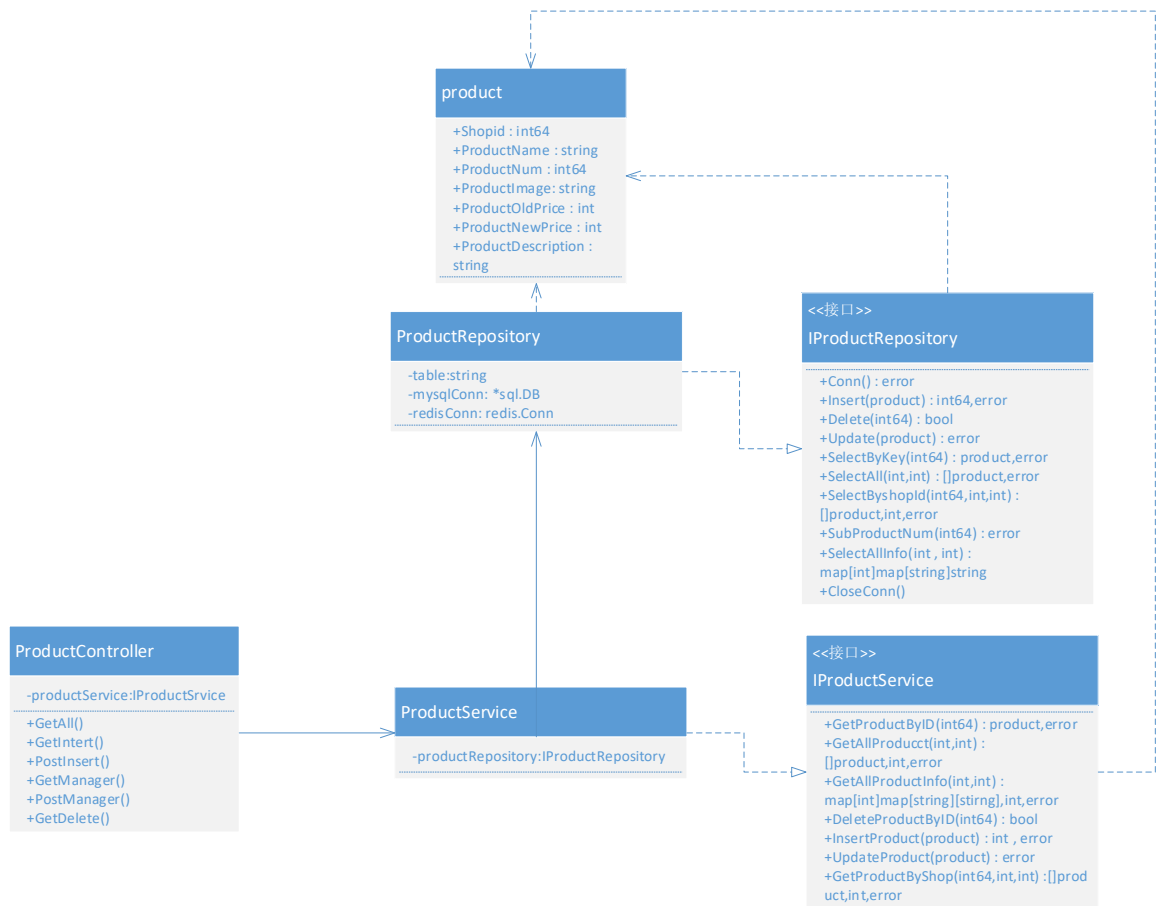 product
+Shopid : int64
+ProductName : string
+ProductNum : int64
+ProductImage: string
+ProductOldPrice : int
+ProductNewPrice : int
+ProductDescription :
string
ProductRepository
-table:string
-mysqlConn: *sql.DB
-redisConn: redis.Conn
<<接口>>
IProductRepository
+Conn() : error
+Insert(product) : int64,error
+Delete(int64) : bool
+Update(product) : error
+SelectByKey(int64) : product,error
+SelectAll(int,int) : []product,error
+SelectByshopId(int64,int,int) :
[]product,int,error
+SubProductNum(int64) : error
+SelectAllInfo(int , int) :
map[int]map[string]string
+CloseConn()
ProductController
-productService:IProductSrvice
+GetAll()
+GetIntert()
+PostInsert()
+GetManager()
+PostManager()
+GetDelete()
ProductService
-productRepository:IProductRepository
<<接口>>
IProductService
+GetProductByID(int64) : product,error
+GetAllProducct(int,int) :
[]product,int,error
+GetAllProductInfo(int,int) :
map[int]map[string][stirng],int,error
+DeleteProductByID(int64) : bool
+InsertProduct(product) : int , error
+UpdateProduct(product) : error
+GetProductByShop(int64,int,int) :[]prod
uct,int,error